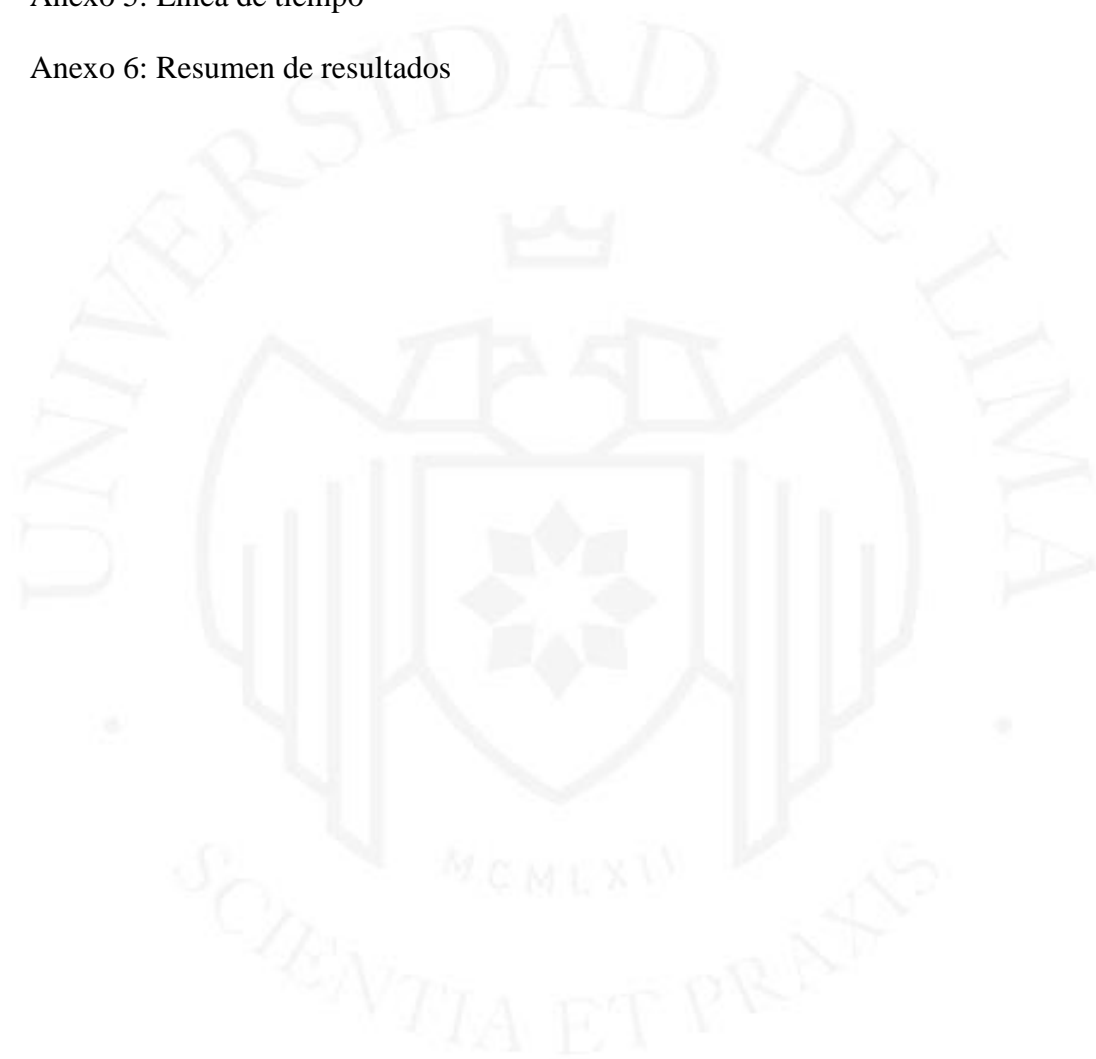 Anexo 5: Línea de tiempo
Anexo 6: Resumen de resultados
UNIVERSIDAD DE LIMA
MCMLXII
SCIENTIA ET PRAXIS